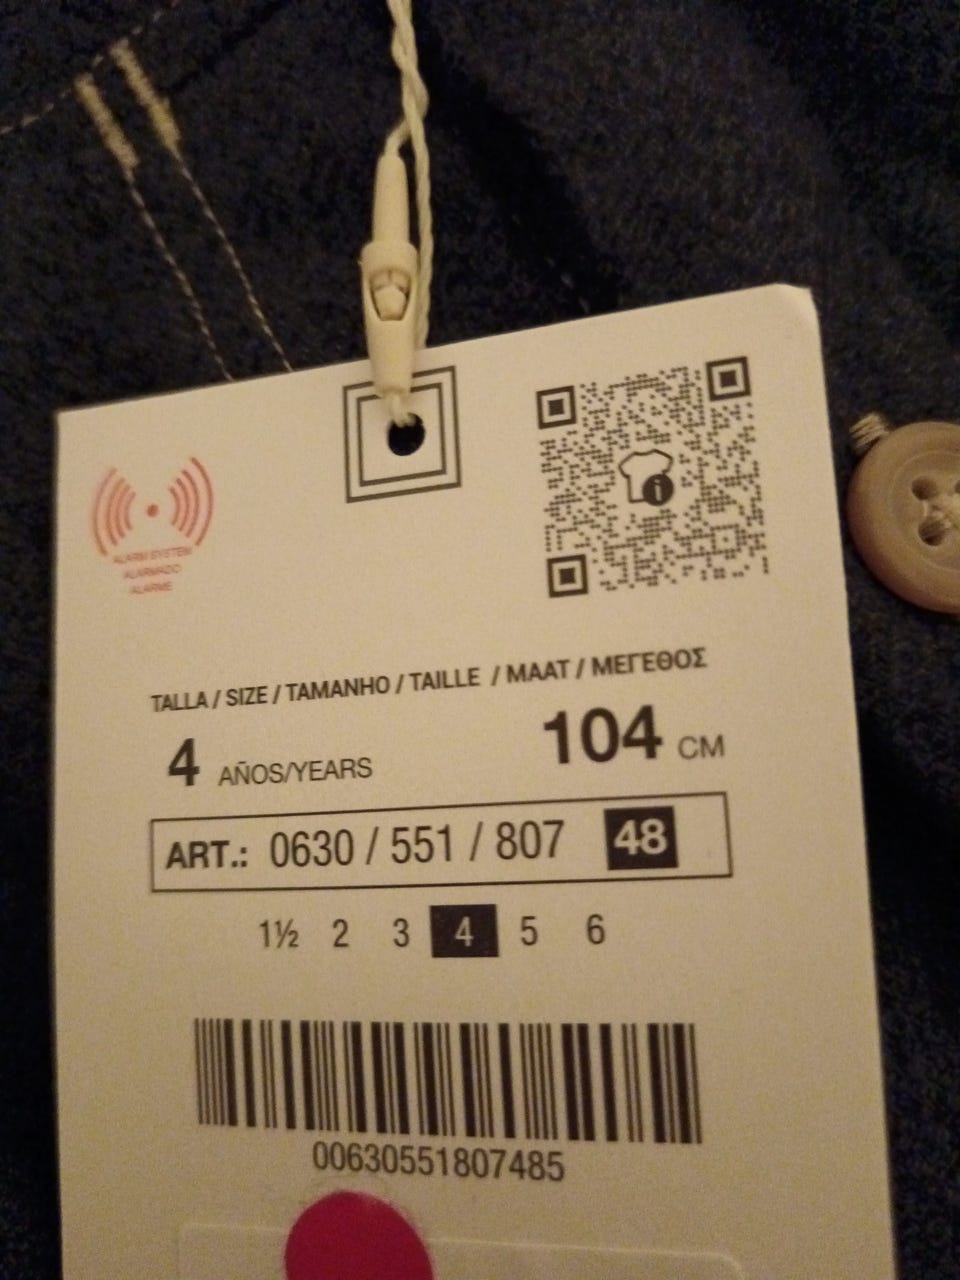 ALARM SYSTEM
ALARMADO
ALARME
TALLA / SIZE / TAMANHO / TAILLE / MAAT / ΜΕΓΕΘΟΣ
4 AÑOS/YEARS 104 CM
ART.: 0630 / 551 / 807 48
1½ 2 3 4 5 6
00630551807485